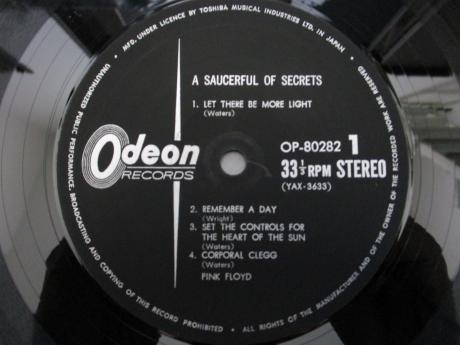 MFD. UNDER LICENCE BY TOSHIBA MUSICAL INDUSTRIES LTD. IN JAPAN • ALL RIGHTS OF THE MANUFACTURER AND OF THE OWNER OF THE RECORDED WORK ARE RESERVED
UNAUTHORIZED PUBLIC PERFORMANCE, BROADCASTING AND COPYING OF THIS RECORD PROHIBITED •
A SAUCERFUL OF SECRETS
1. LET THERE BE MORE LIGHT
(Waters)
Odeon
RECORDS
OP-80282 1
33⅓ RPM STEREO
(YAX-3633)
2. REMEMBER A DAY
(Wright)
3. SET THE CONTROLS FOR
THE HEART OF THE SUN
(Waters)
4. CORPORAL CLEGG
(Waters)
PINK FLOYD